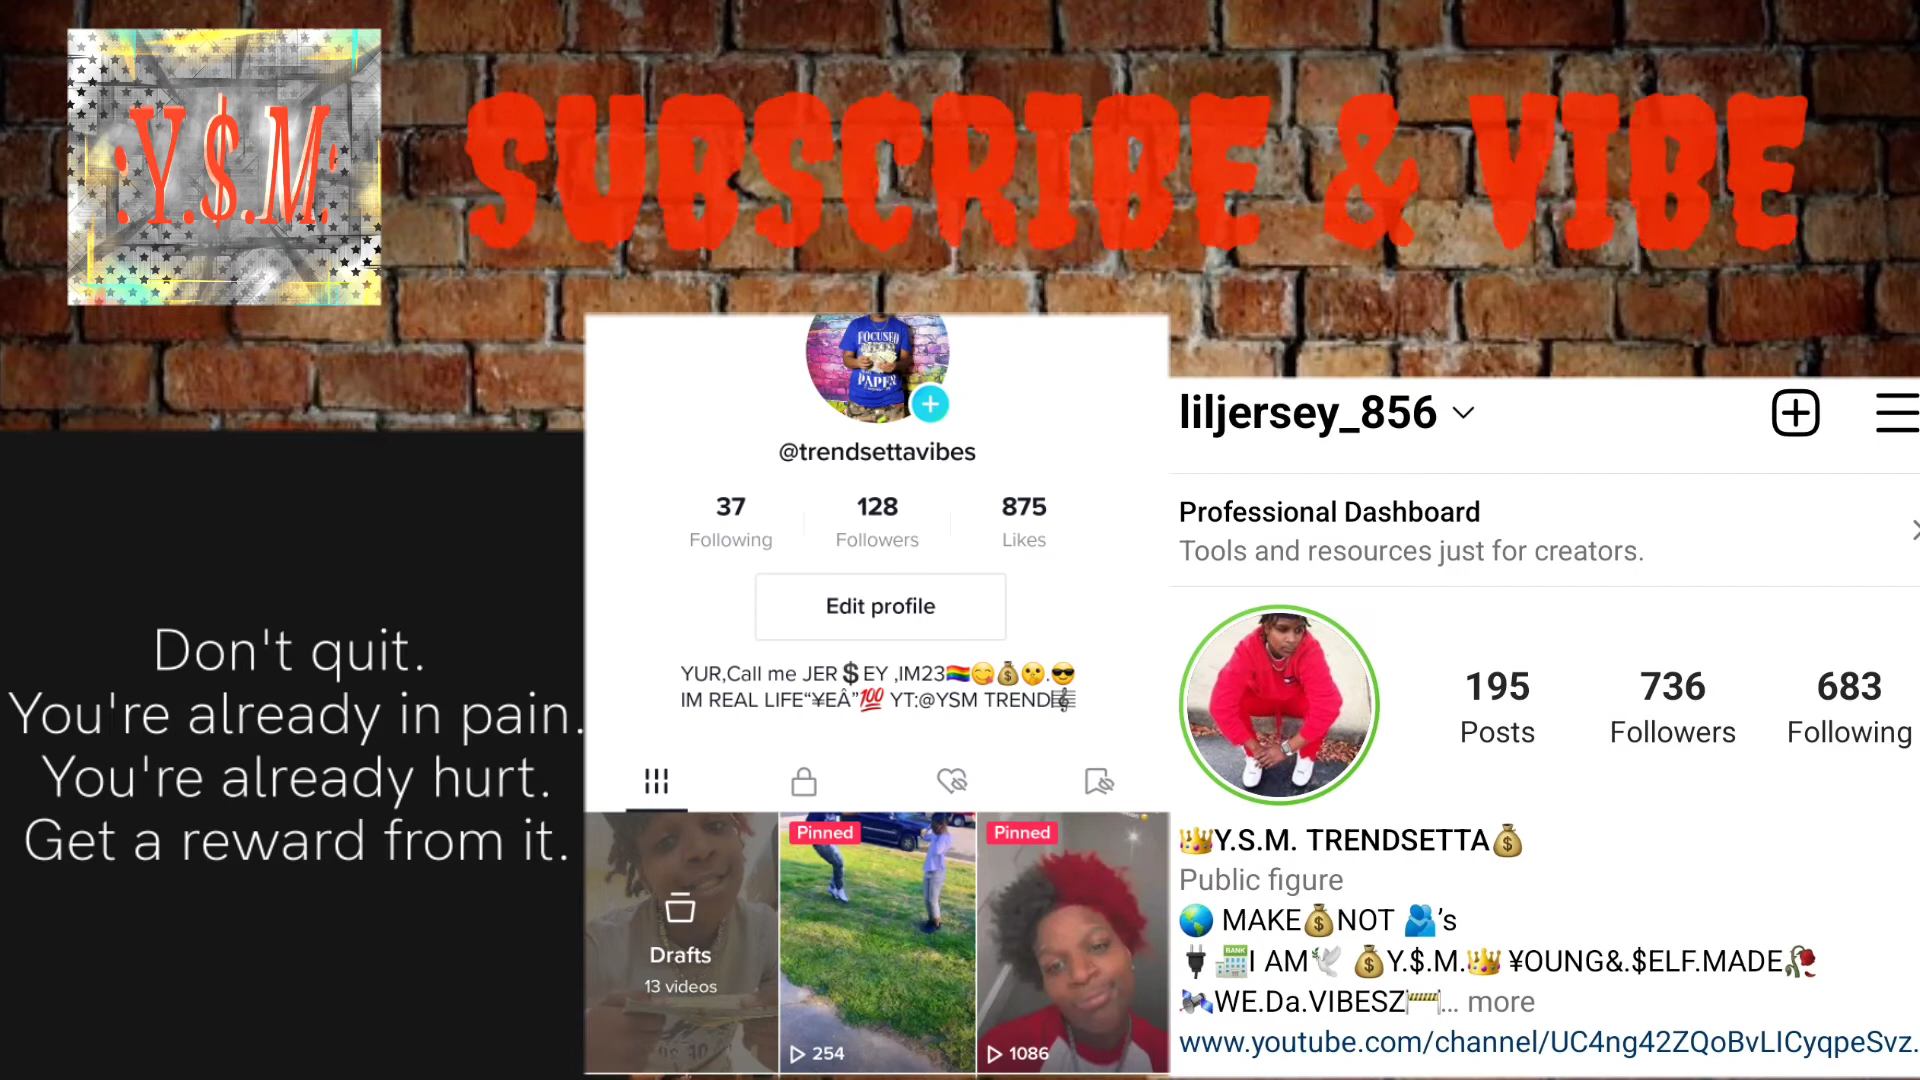 :Y.$.M:
SUBSCRIBE & VIBE
FOCUSED
PAPER
@trendsettavibes
37 128 875
Following Followers Likes
Edit profile
YUR,Call me JER💲EY ,IM23🏳️‍🌈😋💰🤫.😎
IM REAL LIFE“¥EÔ💯 YT:@YSM TREND🎼
Drafts
13 videos
Pinned
254
Pinned
1086
Don't quit.
You're already in pain.
You're already hurt.
Get a reward from it.
liljersey_856
Professional Dashboard
Tools and resources just for creators.
195 736 683
Posts Followers Following
👑Y.S.M. TRENDSETTA💰
Public figure
🌎 MAKE💰NOT 🫂's
🔌🏦I AM🕊 💰Y.$.M.👑 ¥OUNG&.$ELF.MADE🥀
🛰WE.Da.VIBESZ🚧... more
www.youtube.com/channel/UC4ng42ZQoBvLICyqpeSvz.